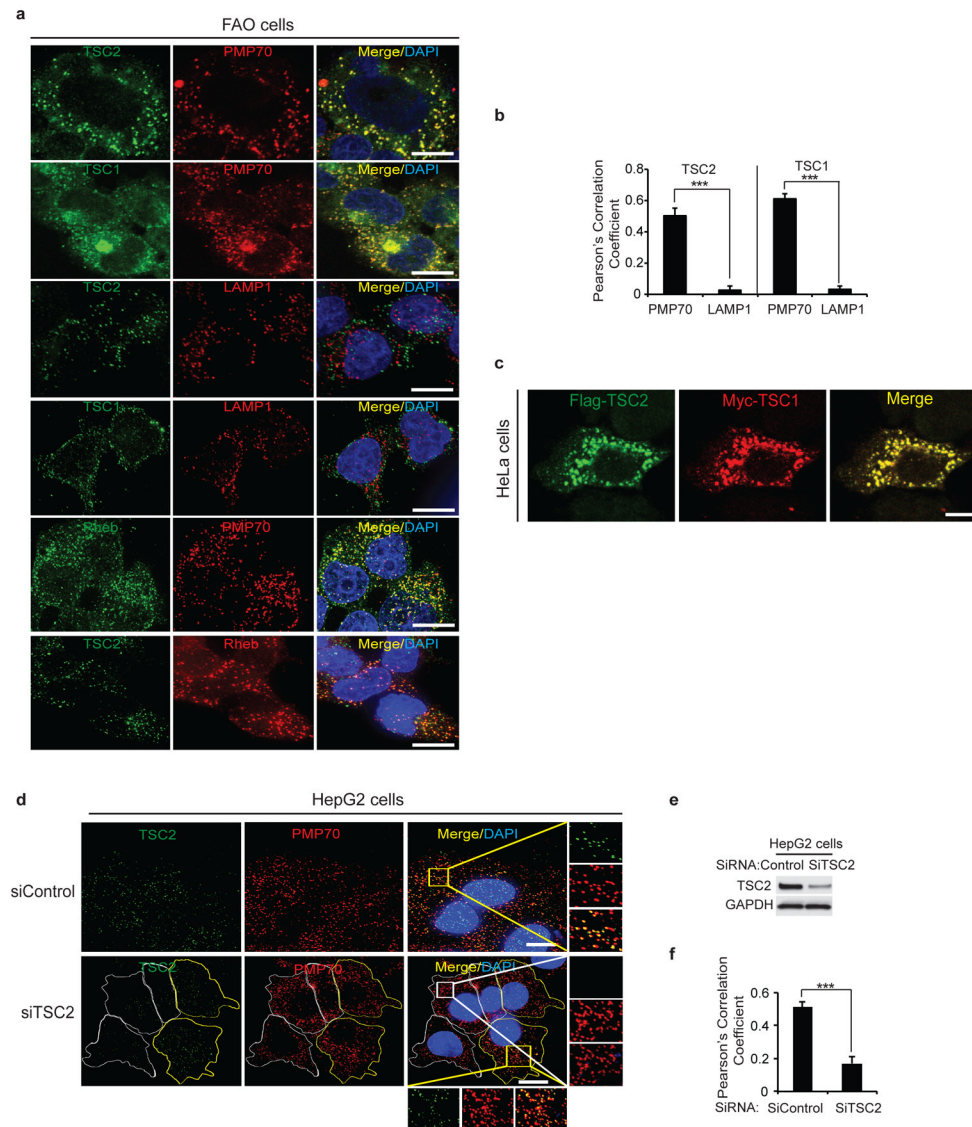 a
FAO cells
TSC2 PMP70 Merge/DAPI
TSC1 PMP70 Merge/DAPI
TSC2 LAMP1 Merge/DAPI
TSC1 LAMP1 Merge/DAPI
Rheb PMP70 Merge/DAPI
TSC2 Rheb Merge/DAPI
b
Pearson's Correlation
Coefficient
TSC2 TSC1
*** ***
0.6
0.4
0.2
0
PMP70 LAMP1 PMP70 LAMP1
c
HeLa cells
Flag-TSC2 Myc-TSC1 Merge
d
HepG2 cells
siControl
TSC2 PMP70 Merge/DAPI
siTSC2
TSC2 PMP70 Merge/DAPI
e
HepG2 cells
SiRNA:Control SiTSC2
TSC2
GAPDH
f
Pearson's Correlation
Coefficient
***
0.6
0.4
0.2
0
SiRNA: SiControl SiTSC2